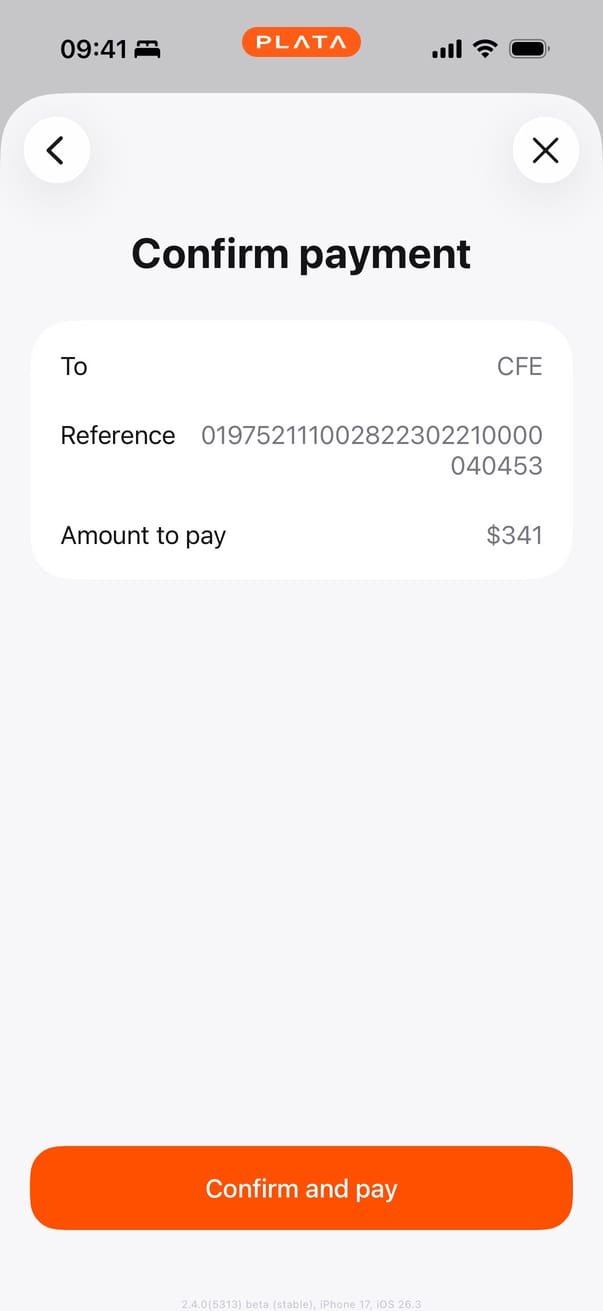 09:41
PLATA
Confirm payment
To
CFE
Reference
019752111002822302210000
040453
Amount to pay
$341
Confirm and pay
2.4.0(5313) beta (stable), iPhone 17, iOS 26.3